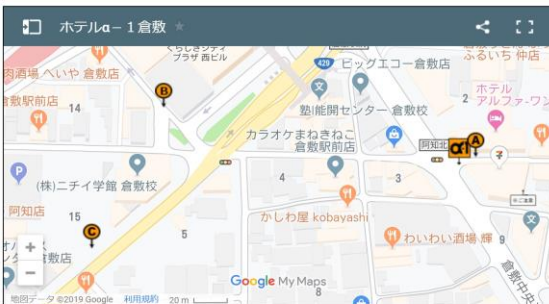 ホテルα−１倉敷
くらしきシティ
プラザ 西ビル
429
ビッグエコー倉敷店
ふるいち 仲店
肉酒場 べいや 倉敷店
B
倉敷駅前店
14
塾能開センター 倉敷校
2
ホテル
アルファ-ワン
カラオケまねきねこ
倉敷駅前店
阿知北
α1
A
P
(株)ニチイ学館 倉敷校
4
3
阿知店
15
かしわ屋 kobayashi
C
5
わいわい酒場 輝
9
倉敷店
倉敷中央
+
−
Google My Maps
8
地図データ ©2019 Google
利用規約
20 m